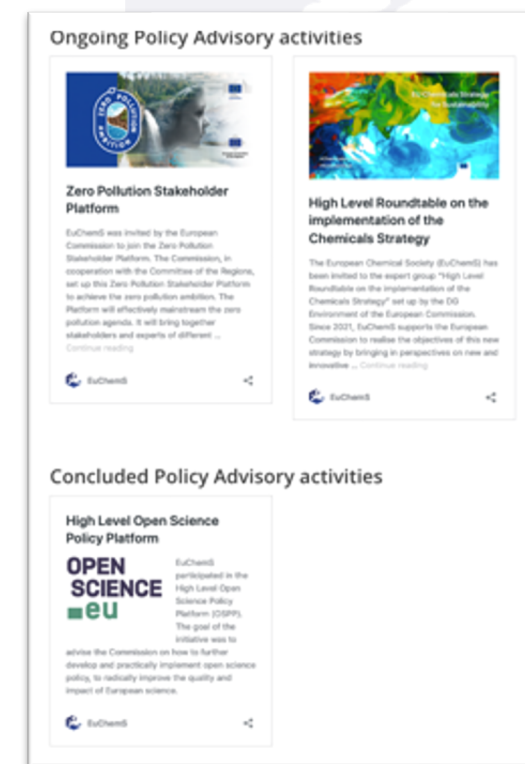 Ongoing Policy Advisory activities
ZERO POLLUTION
AMBITION
Zero Pollution Stakeholder
Platform
EuChemS was invited by the European
Commission to join the Zero Pollution
Stakeholder Platform. The Commission, in
cooperation with the Committee of the Regions,
set up this Zero Pollution Stakeholder Platform
to achieve the zero pollution ambition. The
Platform will effectively mainstream the zero
pollution agenda. It will bring together
stakeholders and experts of different ...
Continue reading
EuChemS
EU Chemicals Strategy
for Sustainability
High Level Roundtable on the
implementation of the
Chemicals Strategy
The European Chemical Society (EuChemS) has
been invited to the expert group "High Level
Roundtable on the implementation of the
Chemicals Strategy" set up by the DG
Environment of the European Commission.
Since 2021, EuChemS supports the European
Commission to realise the objectives of this new
strategy by bringing in perspectives on new and
innovative ... Continue reading
EuChemS
Concluded Policy Advisory activities
High Level Open Science
Policy Platform
OPEN
SCIENCE
eu
EuChemS
participated in the
High Level Open
Science Policy
Platform (OSPP).
The goal of the
initiative was to
advise the Commission on how to further
develop and practically implement open science
policy, to radically improve the quality and
impact of European science.
EuChemS